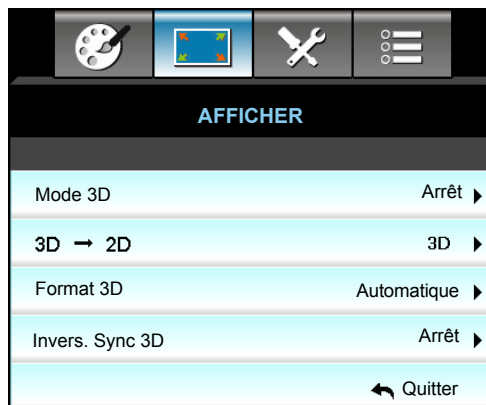 AFFICHER
Mode 3D Arrêt
3D → 2D 3D
Format 3D Automatique
Invers. Sync 3D Arrêt
Quitter